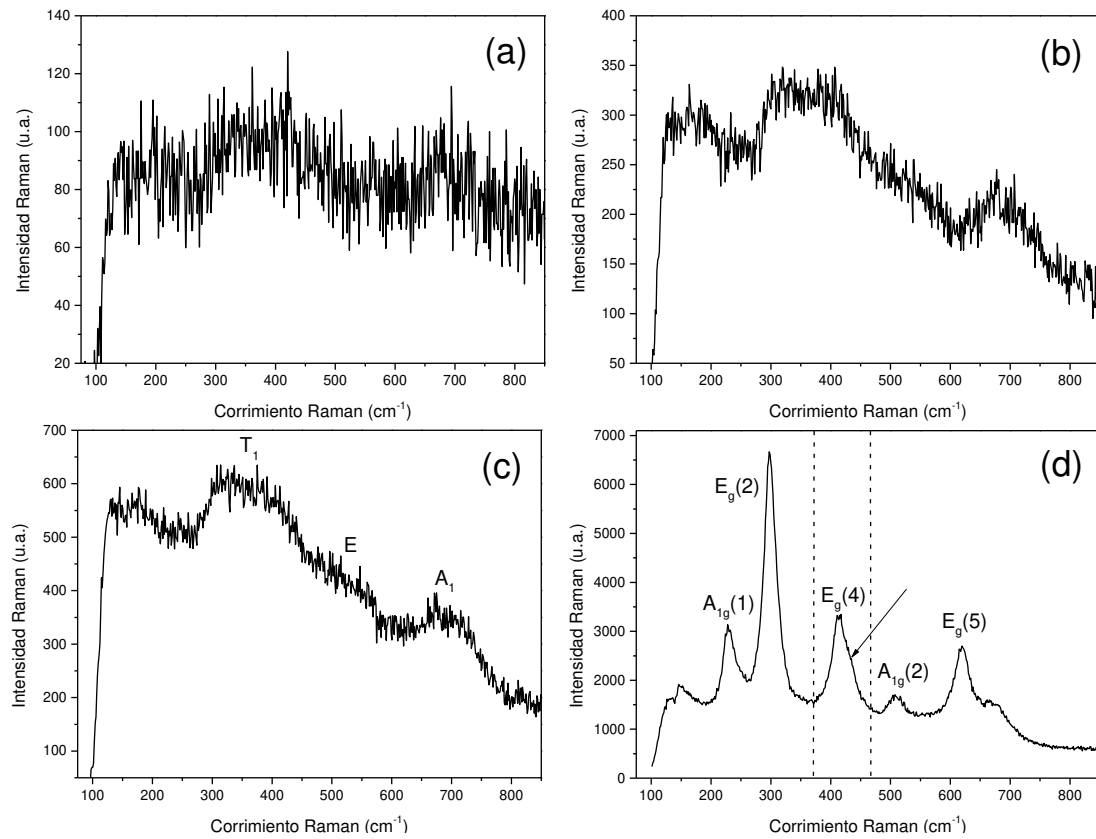 (a)
Intensidad Raman (u.a.)
140
120
100
80
60
40
20
100 200 300 400 500 600 700 800
Corrimiento Raman (cm⁻¹)
(b)
Intensidad Raman (u.a.)
400
350
300
250
200
150
100
50
100 200 300 400 500 600 700 800
Corrimiento Raman (cm⁻¹)
(c)
Intensidad Raman (u.a.)
700
600
500
400
300
200
100
T₁
E
A₁
100 200 300 400 500 600 700 800
Corrimiento Raman (cm⁻¹)
(d)
Intensidad Raman (u.a.)
7000
6000
5000
4000
3000
2000
1000
0
E_g(2)
A_1g(1)
E_g(4)
A_1g(2)
E_g(5)
100 200 300 400 500 600 700 800
Corrimiento Raman (cm⁻¹)